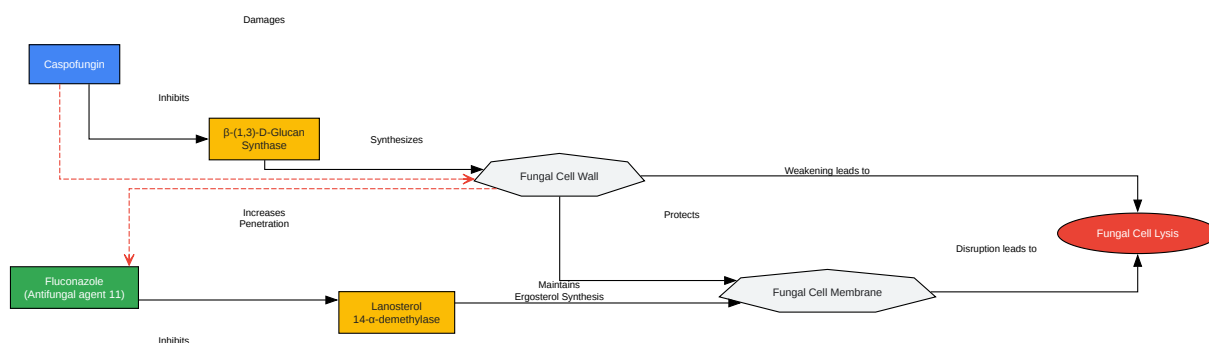 Damages
Caspofungin
Inhibits
β-(1,3)-D-Glucan
Synthase
Synthesizes
Fungal Cell Wall
Weakening leads to
Increases
Penetration
Protects
Fungal Cell Lysis
Disruption leads to
Fluconazole
(Antifungal agent 11)
Lanosterol
14-α-demethylase
Maintains
Ergosterol Synthesis
Fungal Cell Membrane
Inhibits